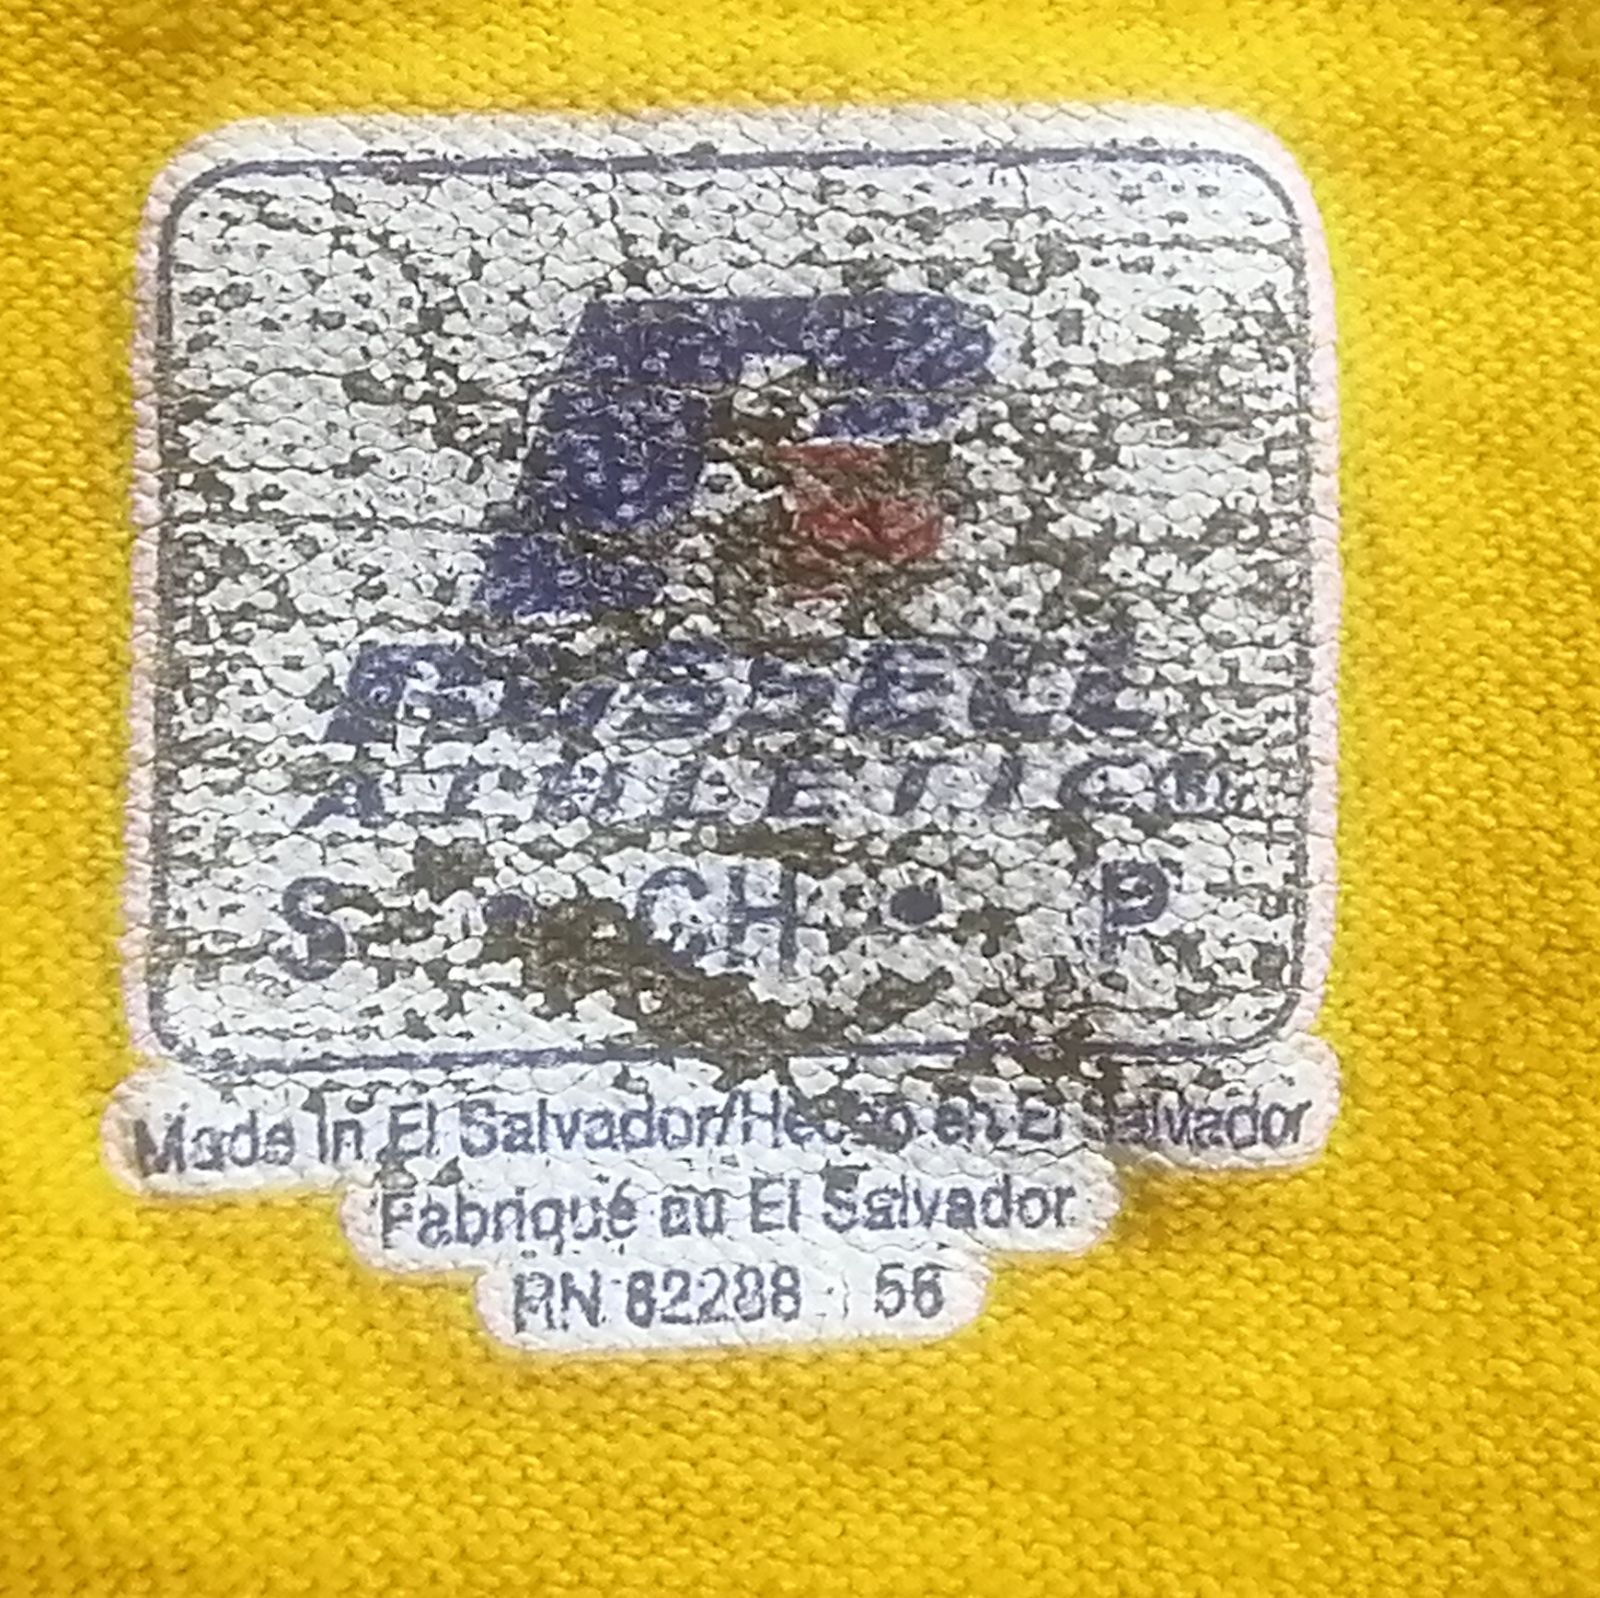 RUSSELL
ATHLETIC®
S • CH • P
Made In El Salvador/Hecho en El Salvador
Fabriqué au El Salvador
RN 82288 56